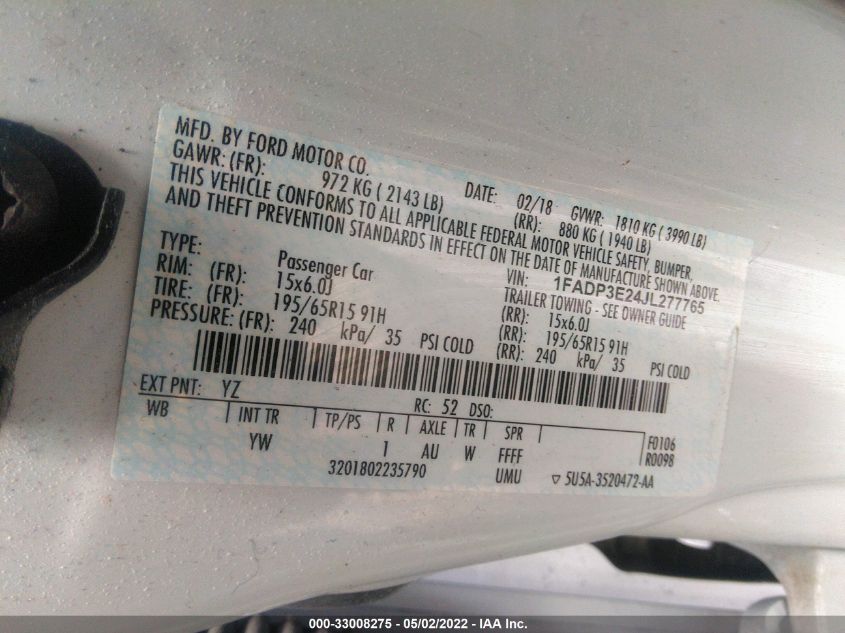 MFD. BY FORD MOTOR CO.
DATE: 02/18 GVWR: 1810 KG ( 3990 LB)
GAWR: (FR): 972 KG ( 2143 LB) (RR): 880 KG ( 1940 LB)
THIS VEHICLE CONFORMS TO ALL APPLICABLE FEDERAL MOTOR VEHICLE SAFETY, BUMPER,
AND THEFT PREVENTION STANDARDS IN EFFECT ON THE DATE OF MANUFACTURE SHOWN ABOVE.
VIN: 1FADP3E24JL277765
TYPE: Passenger Car TRAILER TOWING - SEE OWNER GUIDE
RIM: (FR): 15x6.0J (RR): 15x6.0J
TIRE: (FR): 195/65R15 91H (RR): 195/65R15 91H
PRESSURE: (FR): 240 kPa/ 35 PSI COLD (RR): 240 kPa/ 35 PSI COLD
EXT PNT: YZ RC: 52 DSO:
WB INT TR TP/PS R AXLE TR SPR F0106
YW 1 AU W FFFF R0098
3201802235790 UMU ▽ 5U5A-3520472-AA
000-33008275 - 05/02/2022 - IAA Inc.